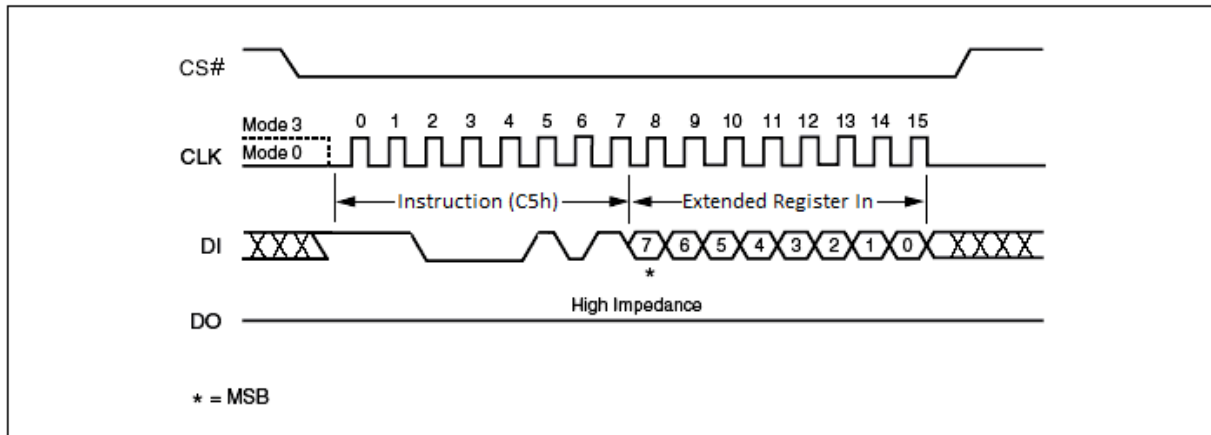 CS#
Mode 3
0 1 2 3 4 5 6 7 8 9 10 11 12 13 14 15
CLK
Mode 0
Instruction (C5h)
Extended Register In
DI
7 6 5 4 3 2 1 0
*
High Impedance
DO
* = MSB